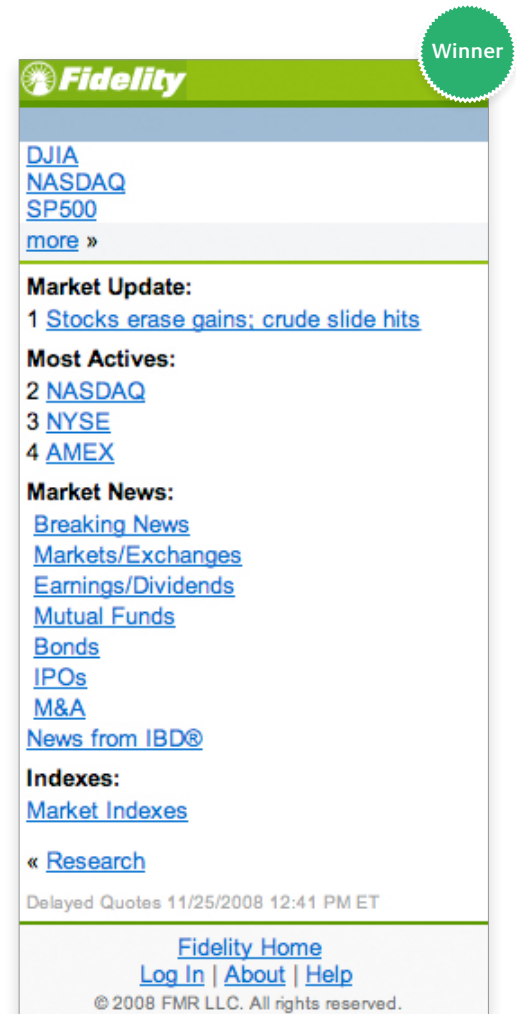 Winner
Fidelity
DJIA
NASDAQ
SP500
more »
Market Update:
1 Stocks erase gains; crude slide hits
Most Actives:
2 NASDAQ
3 NYSE
4 AMEX
Market News:
Breaking News
Markets/Exchanges
Earnings/Dividends
Mutual Funds
Bonds
IPOs
M&A
News from IBD®
Indexes:
Market Indexes
« Research
Delayed Quotes 11/25/2008 12:41 PM ET
Fidelity Home
Log In | About | Help
© 2008 FMR LLC. All rights reserved.